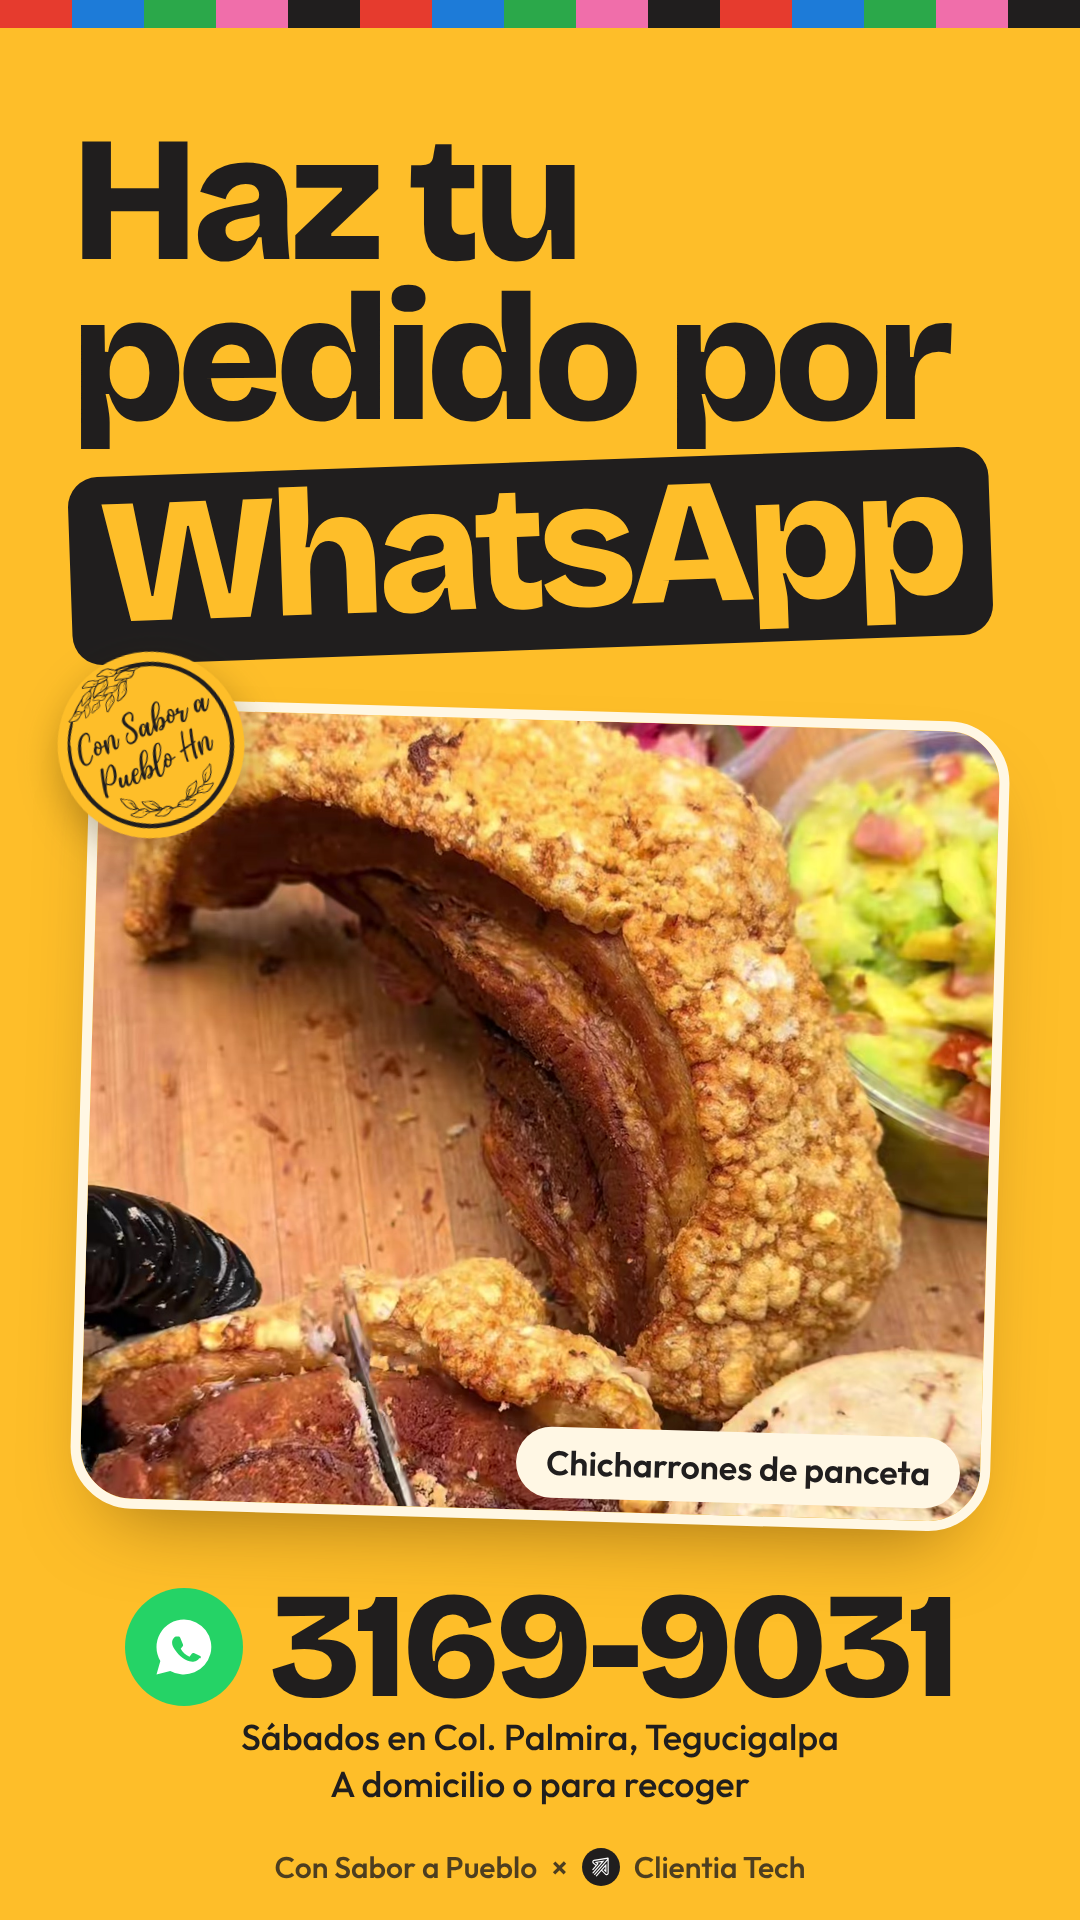 Haz tu
pedido por
WhatsApp
Con Sabor a
Pueblo Hn
Chicharrones de panceta
3169-9031
Sábados en Col. Palmira, Tegucigalpa
A domicilio o para recoger
Con Sabor a Pueblo × Clientia Tech